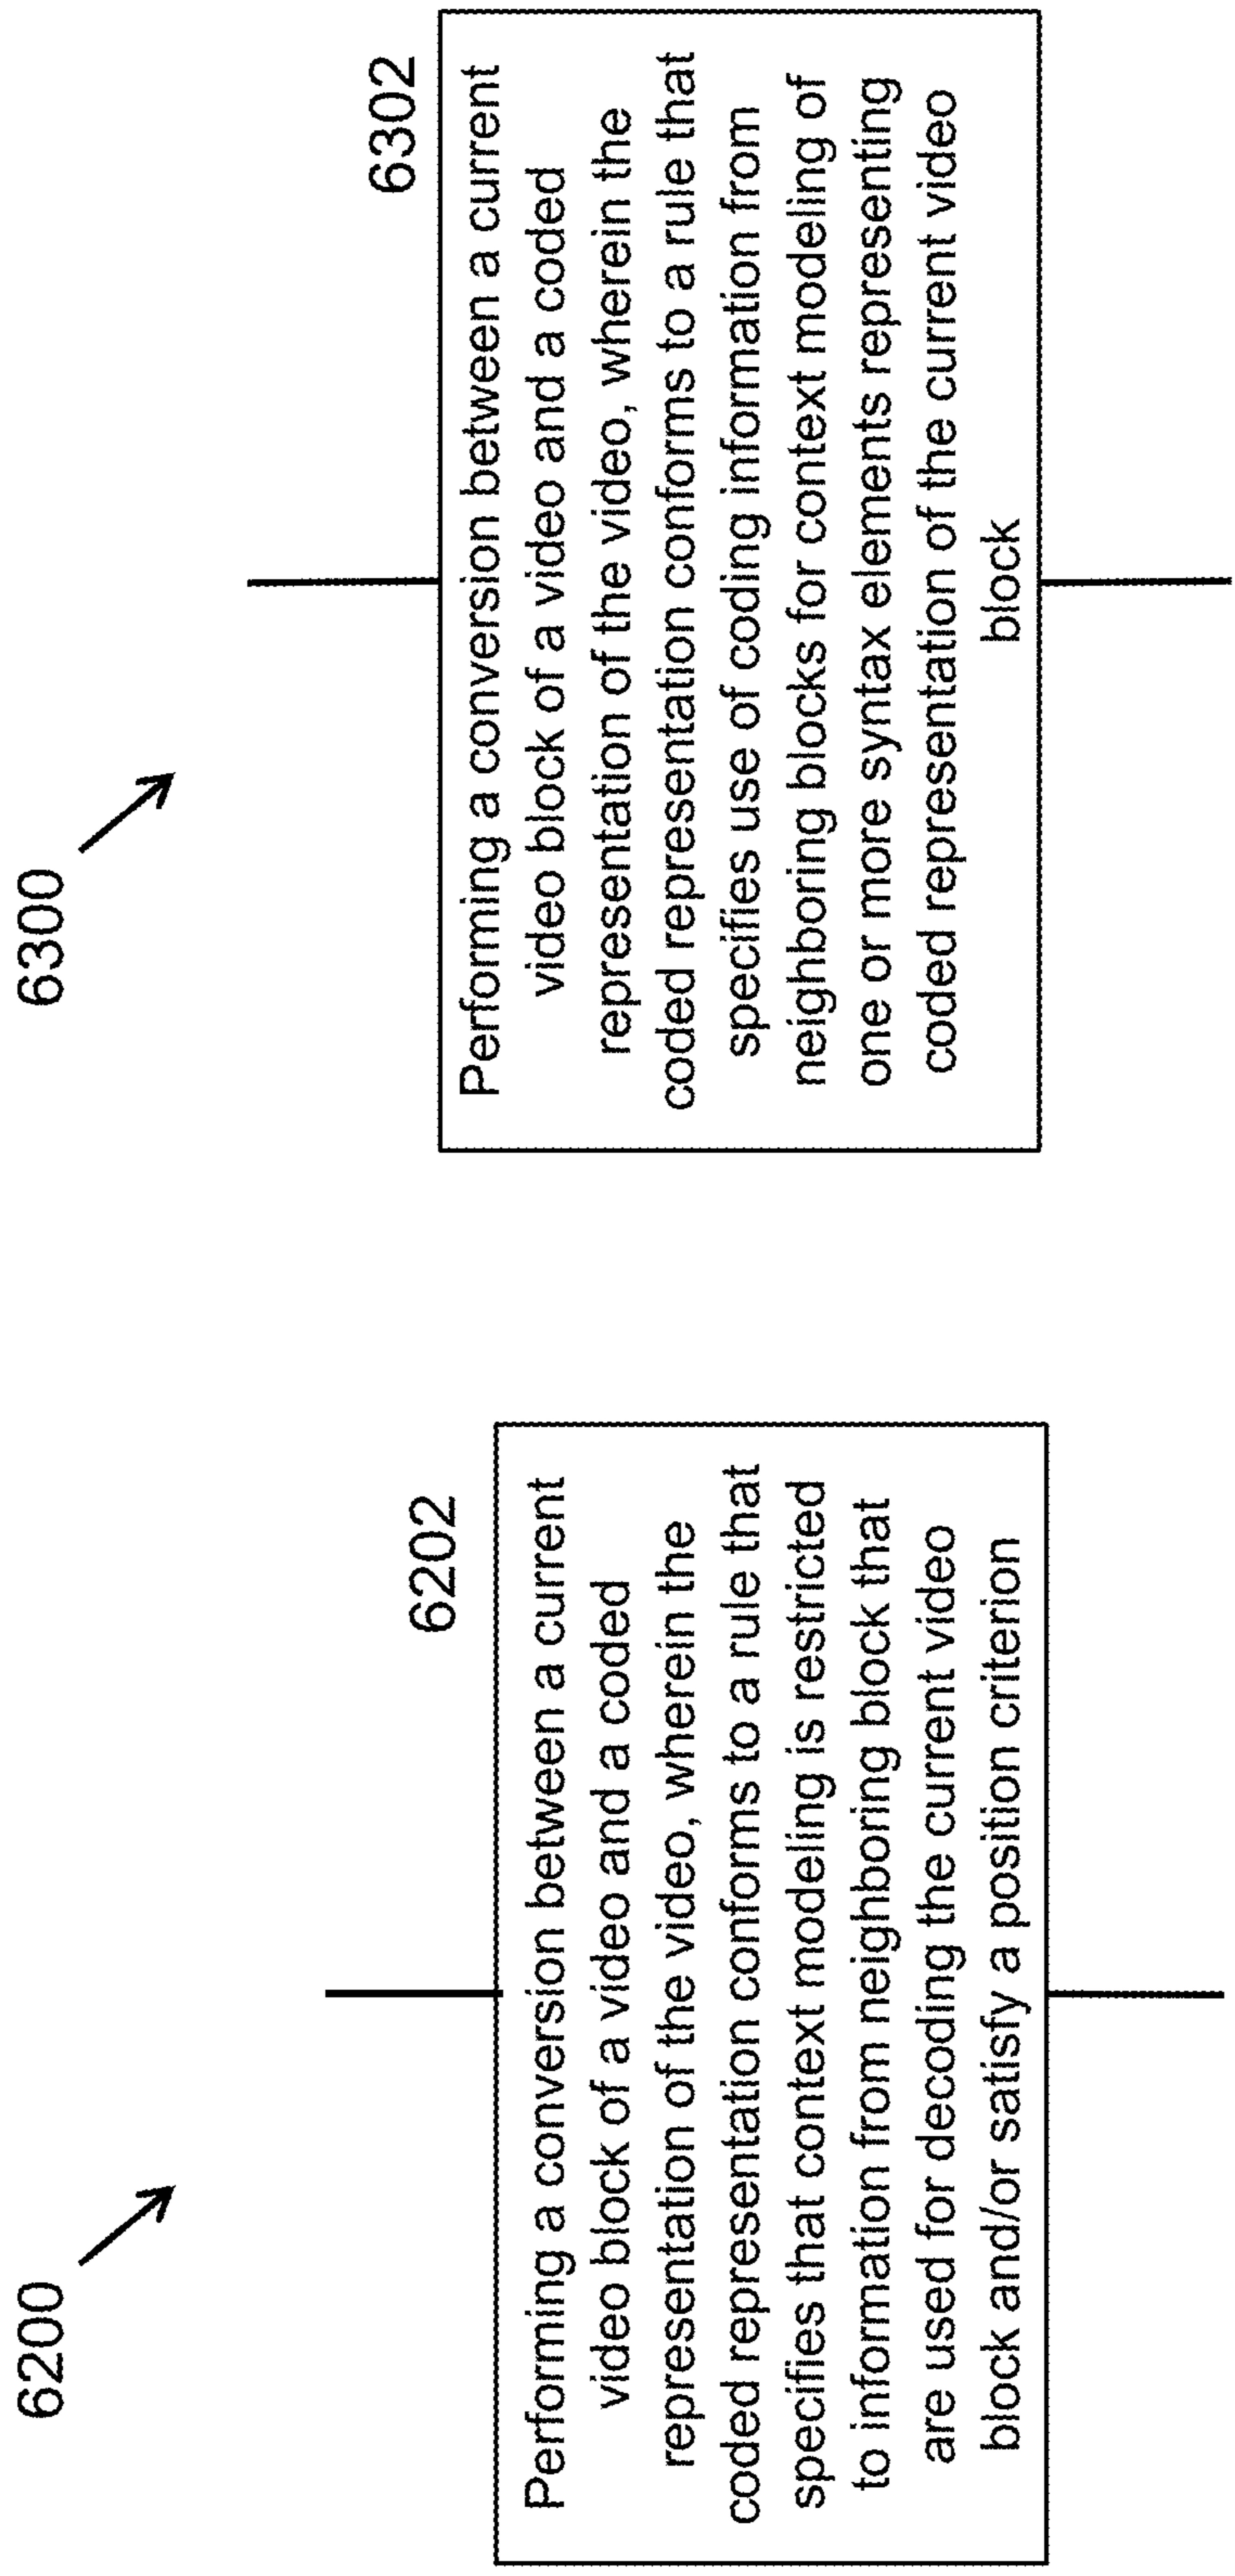 6200
6202
Performing a conversion between a current
video block of a video and a coded
representation of the video, wherein the
coded representation conforms to a rule that
specifies that context modeling is restricted
to information from neighboring block that
are used for decoding the current video
block and/or satisfy a position criterion
6300
6302
Performing a conversion between a current
video block of a video and a coded
representation of the video, wherein the
coded representation conforms to a rule that
specifies use of coding information from
neighboring blocks for context modeling of
one or more syntax elements representing
coded representation of the current video
block